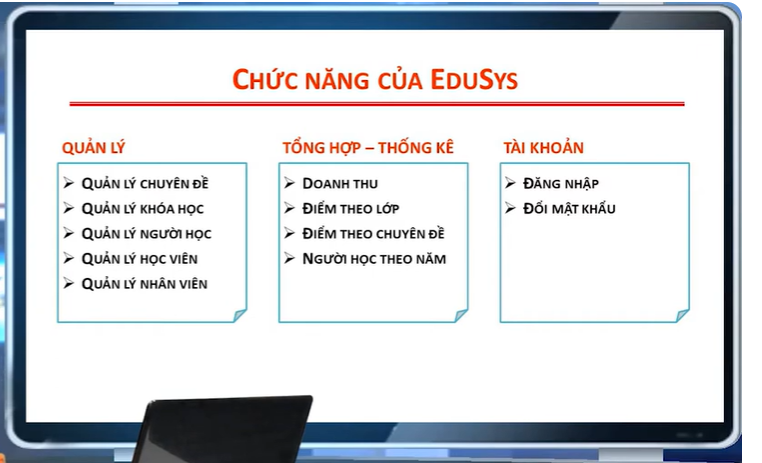 CHỨC NĂNG CỦA EDUSYS
QUẢN LÝ
QUẢN LÝ CHUYÊN ĐỀ
QUẢN LÝ KHÓA HỌC
QUẢN LÝ NGƯỜI HỌC
QUẢN LÝ HỌC VIÊN
QUẢN LÝ NHÂN VIÊN
TỔNG HỢP – THỐNG KÊ
DOANH THU
ĐIỂM THEO LỚP
ĐIỂM THEO CHUYÊN ĐỀ
NGƯỜI HỌC THEO NĂM
TÀI KHOẢN
ĐĂNG NHẬP
ĐỔI MẬT KHẨU